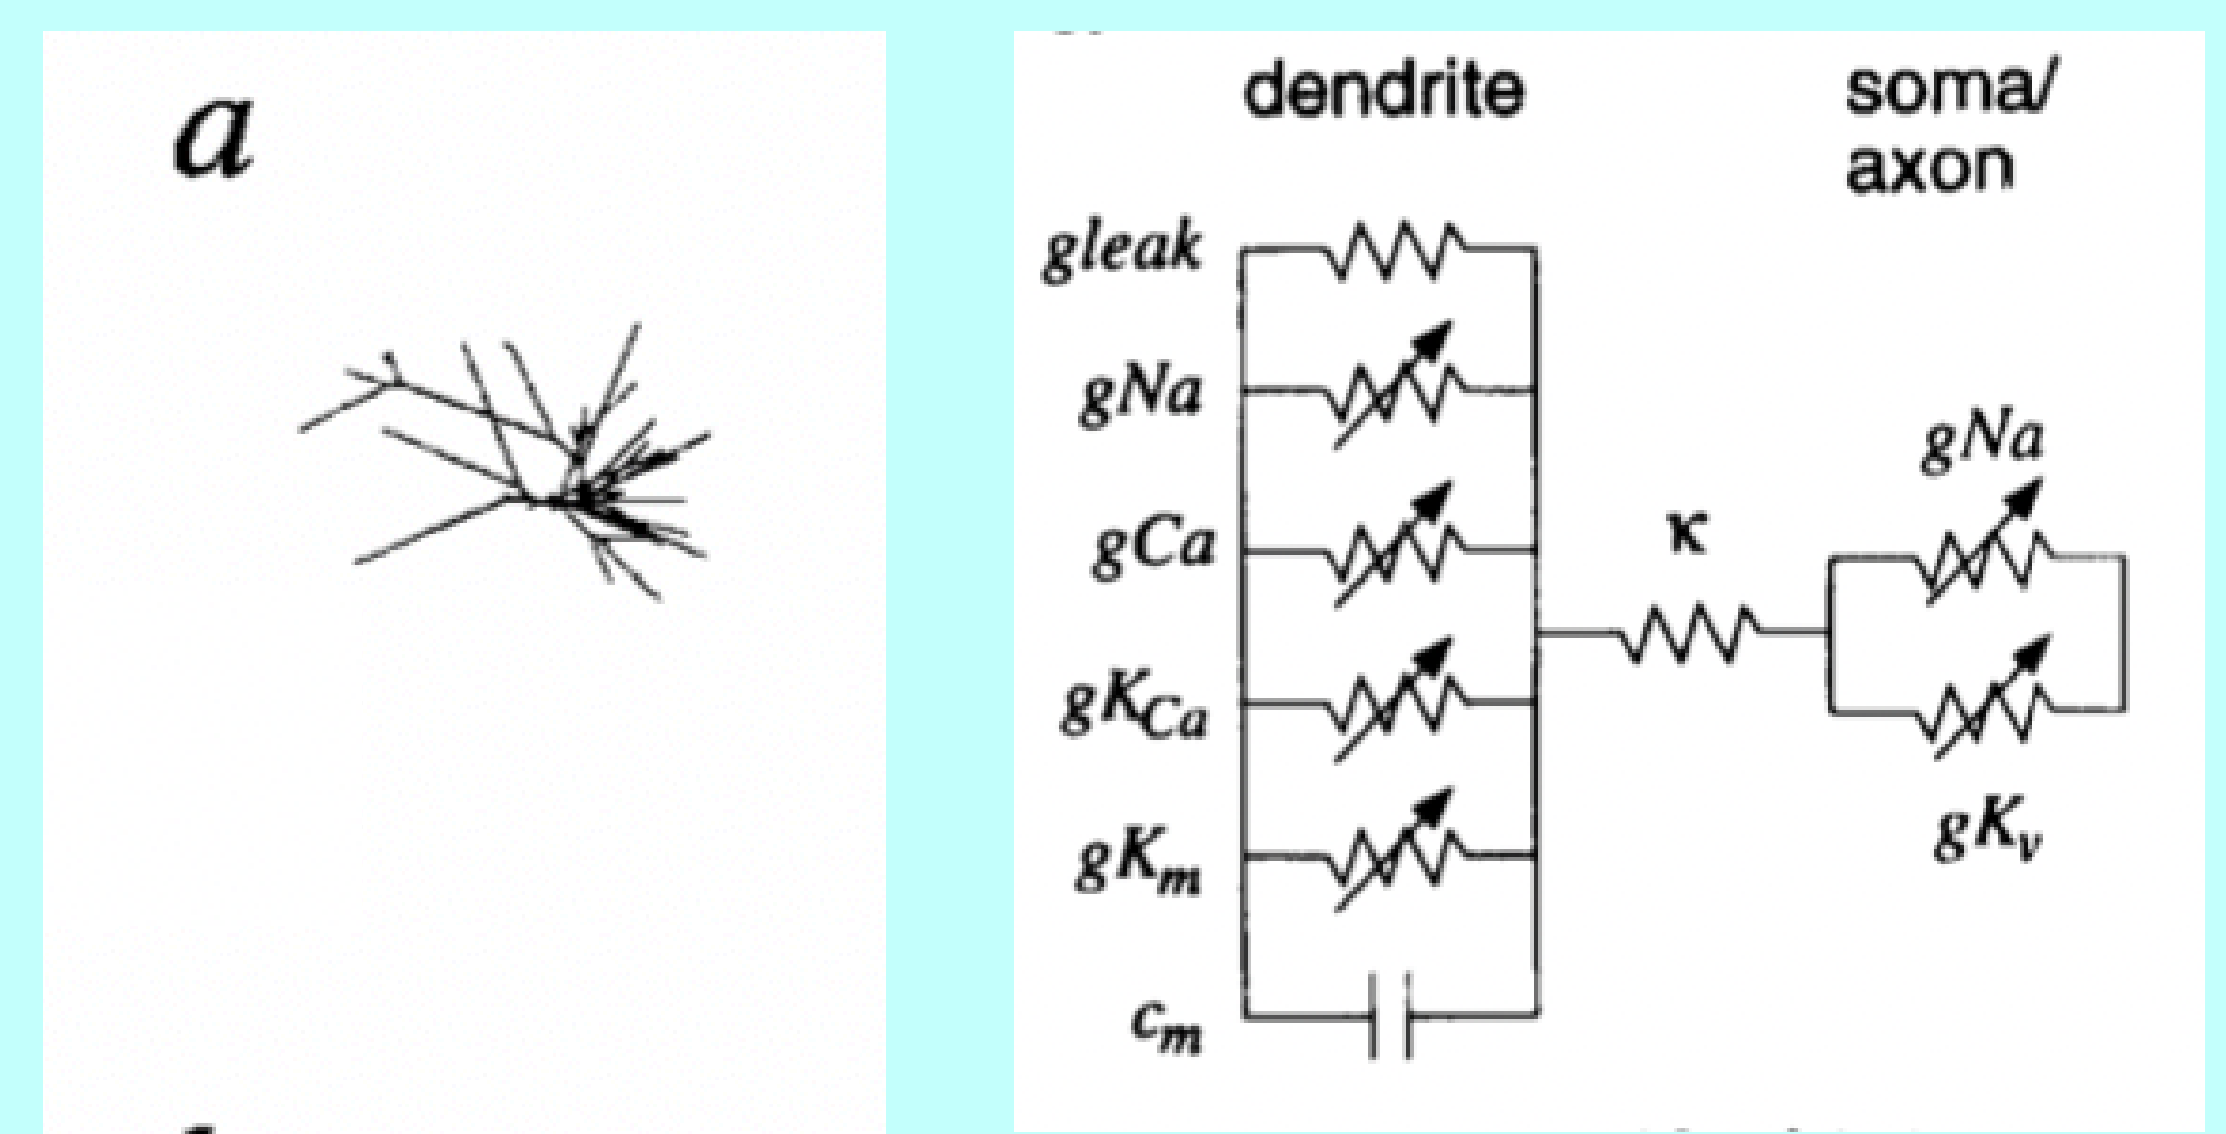 a
dendrite
soma/
axon
gleak
gNa
gCa
gK_Ca
gK_m
c_m
κ
gNa
gK_v